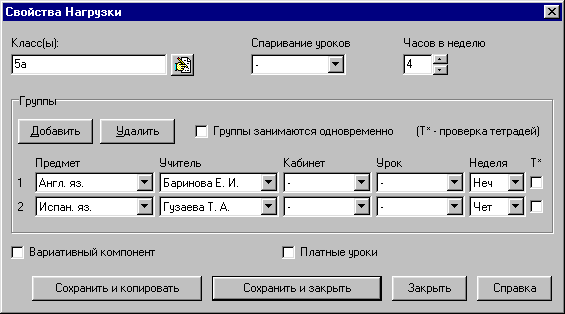 Свойства Нагрузки
Класс(ы): Спаривание уроков Часов в неделю
5а - 4
Группы
Добавить Удалить Группы занимаются одновременно (Т* - проверка тетрадей)
Предмет Учитель Кабинет Урок Неделя Т*
1 Англ. яз. Баринова Е. И. - - Неч
2 Испан. яз. Гузаева Т. А. - - Чет
Вариативный компонент Платные уроки
Сохранить и копировать Сохранить и закрыть Закрыть Справка